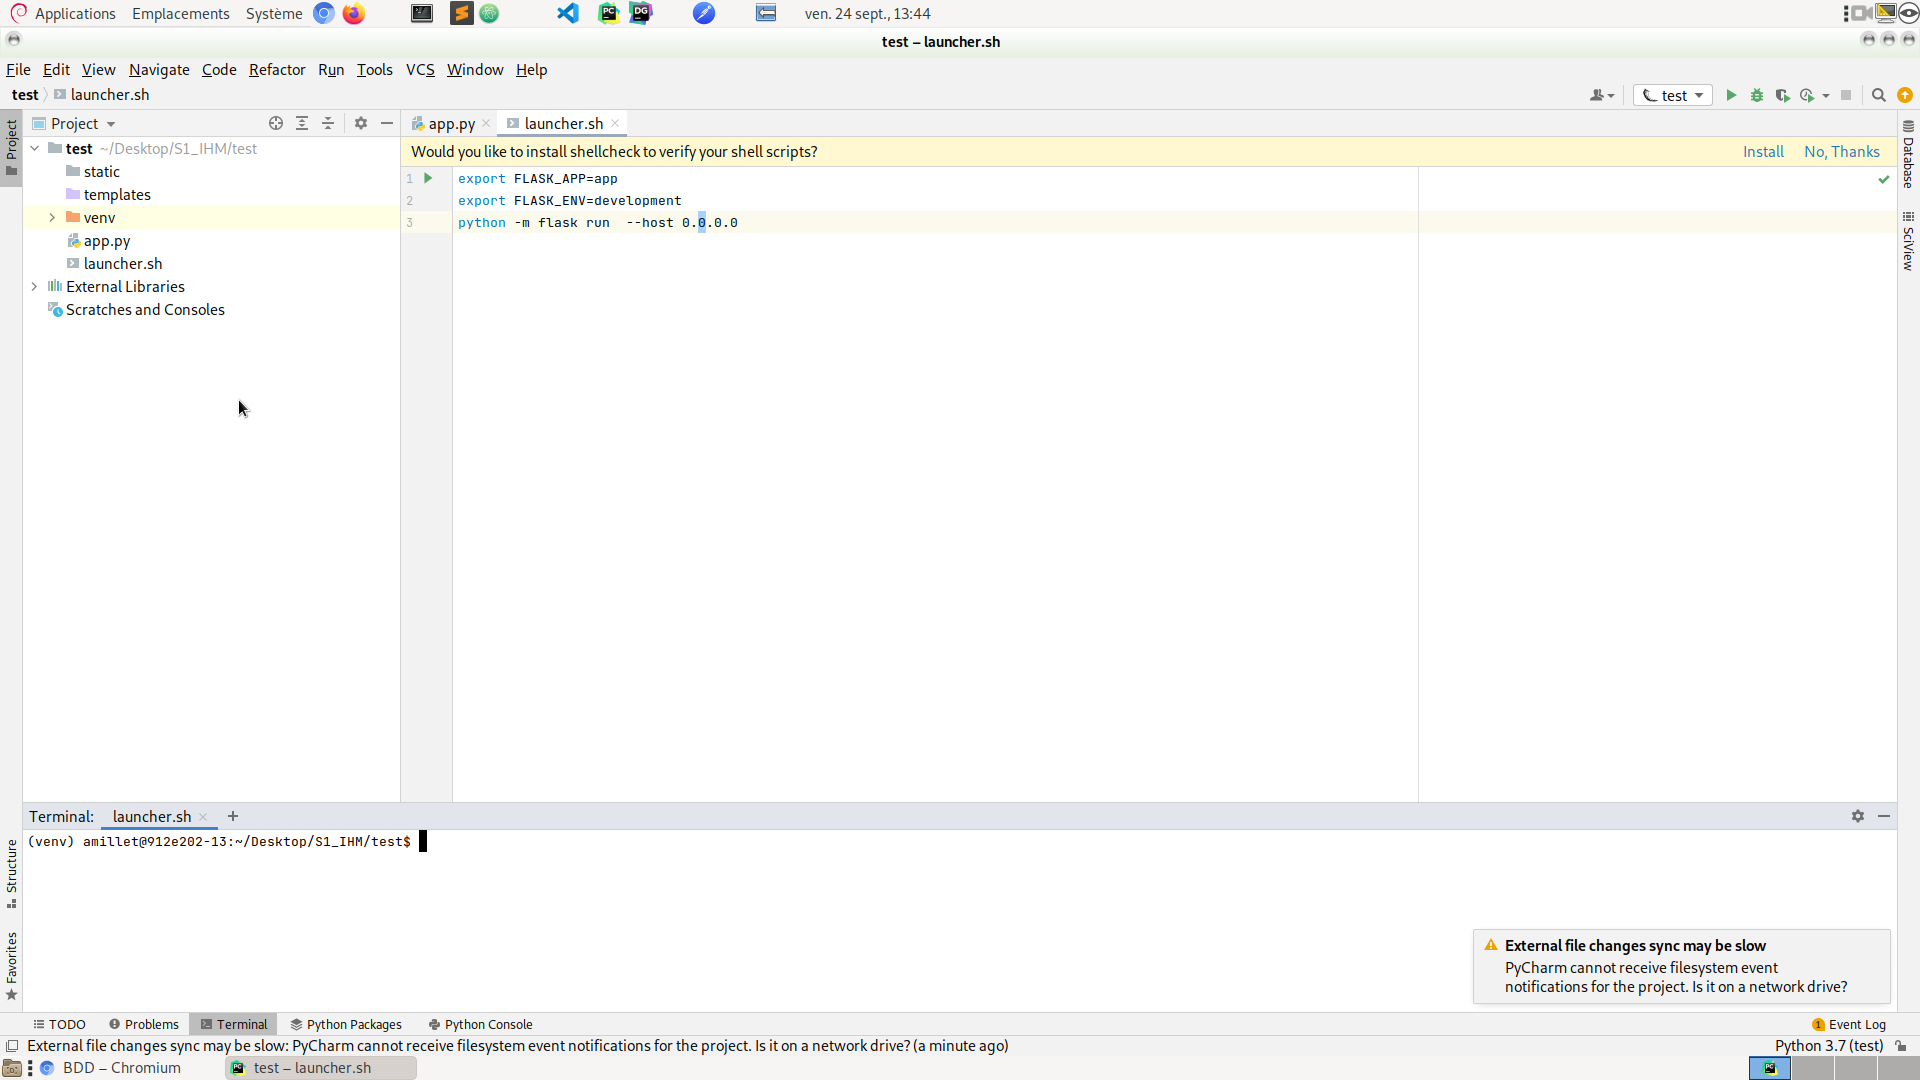 Applications Emplacements Système PC DG ven. 24 sept., 13:44
test – launcher.sh
File Edit View Navigate Code Refactor Run Tools VCS Window Help
test launcher.sh test
Project
Project app.py launcher.sh
Database
SciView
test ~/Desktop/S1_IHM/test
static
templates
venv
app.py
launcher.sh
External Libraries
Scratches and Consoles
Would you like to install shellcheck to verify your shell scripts? Install No, Thanks
1 export FLASK_APP=app
2 export FLASK_ENV=development
3 python -m flask run  --host 0.0.0.0
Terminal: launcher.sh
(venv) amillet@912e202-13:~/Desktop/S1_IHM/test$
Structure
Favorites
External file changes sync may be slow
PyCharm cannot receive filesystem event
notifications for the project. Is it on a network drive?
TODO Problems Terminal Python Packages Python Console 1 Event Log
External file changes sync may be slow: PyCharm cannot receive filesystem event notifications for the project. Is it on a network drive? (a minute ago) Python 3.7 (test)
BDD – Chromium test – launcher.sh